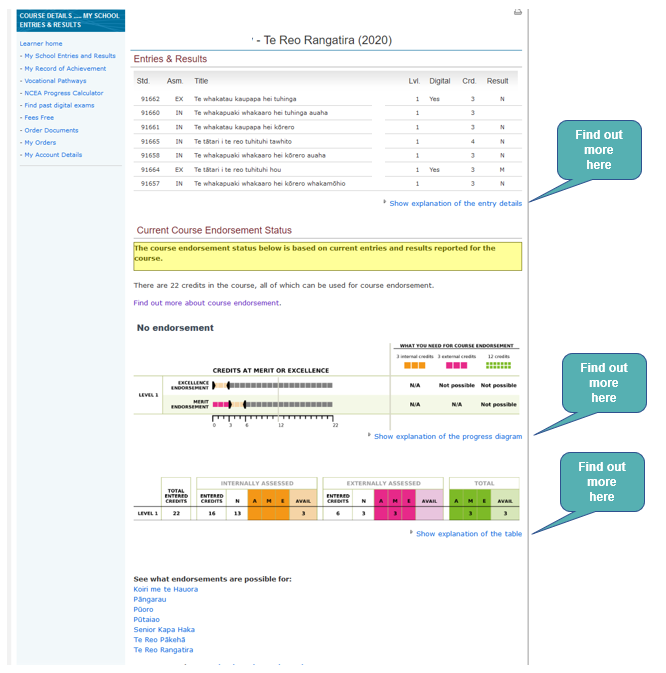 COURSE DETAILS ..... MY SCHOOL
ENTRIES & RESULTS
Learner home
- My School Entries and Results
- My Record of Achievement
- Vocational Pathways
- NCEA Progress Calculator
- Find past digital exams
- Fees Free
- Order Documents
- My Orders
- My Account Details
- Te Reo Rangatira (2020)
Entries & Results
Std. Asm. Title Lvl. Digital Crd. Result
91662 EX Te whakatau kaupapa hei tuhinga 1 Yes 3 N
91660 IN Te whakapuaki whakaaro hei tuhinga auaha 1 3
91661 IN Te whakatau kaupapa hei kōrero 1 3 N
91665 IN Te tātari i te reo tuhituhi tawhito 1 4 N
91658 IN Te whakapuaki whakaaro hei kōrero auaha 1 3 N
91664 EX Te tātari i te reo tuhituhi hou 1 Yes 3 M
91657 IN Te whakapuaki whakaaro hei kōrero whakamōhio 1 3 N
Show explanation of the entry details
Find out
more
here
Current Course Endorsement Status
The course endorsement status below is based on current entries and results reported for the
course.
There are 22 credits in the course, all of which can be used for course endorsement.
Find out more about course endorsement.
No endorsement
WHAT YOU NEED FOR COURSE ENDORSEMENT
3 internal credits 3 external credits 12 credits
CREDITS AT MERIT OR EXCELLENCE
LEVEL 1
EXCELLENCE
ENDORSEMENT
N/A Not possible Not possible
MERIT
ENDORSEMENT
N/A N/A Not possible
0 3 6 12 22
Show explanation of the progress diagram
Find out
more
here
INTERNALLY ASSESSED EXTERNALLY ASSESSED TOTAL
TOTAL
ENTERED
CREDITS
ENTERED
CREDITS N A M E AVAIL
ENTERED
CREDITS N A M E AVAIL
A M E AVAIL
LEVEL 1 22 16 13 3 6 3 3 3 3
Show explanation of the table
Find out
more
here
See what endorsements are possible for:
Koiri me te Hauora
Pāngarau
Pūoro
Pūtaiao
Senior Kapa Haka
Te Reo Pākehā
Te Reo Rangatira